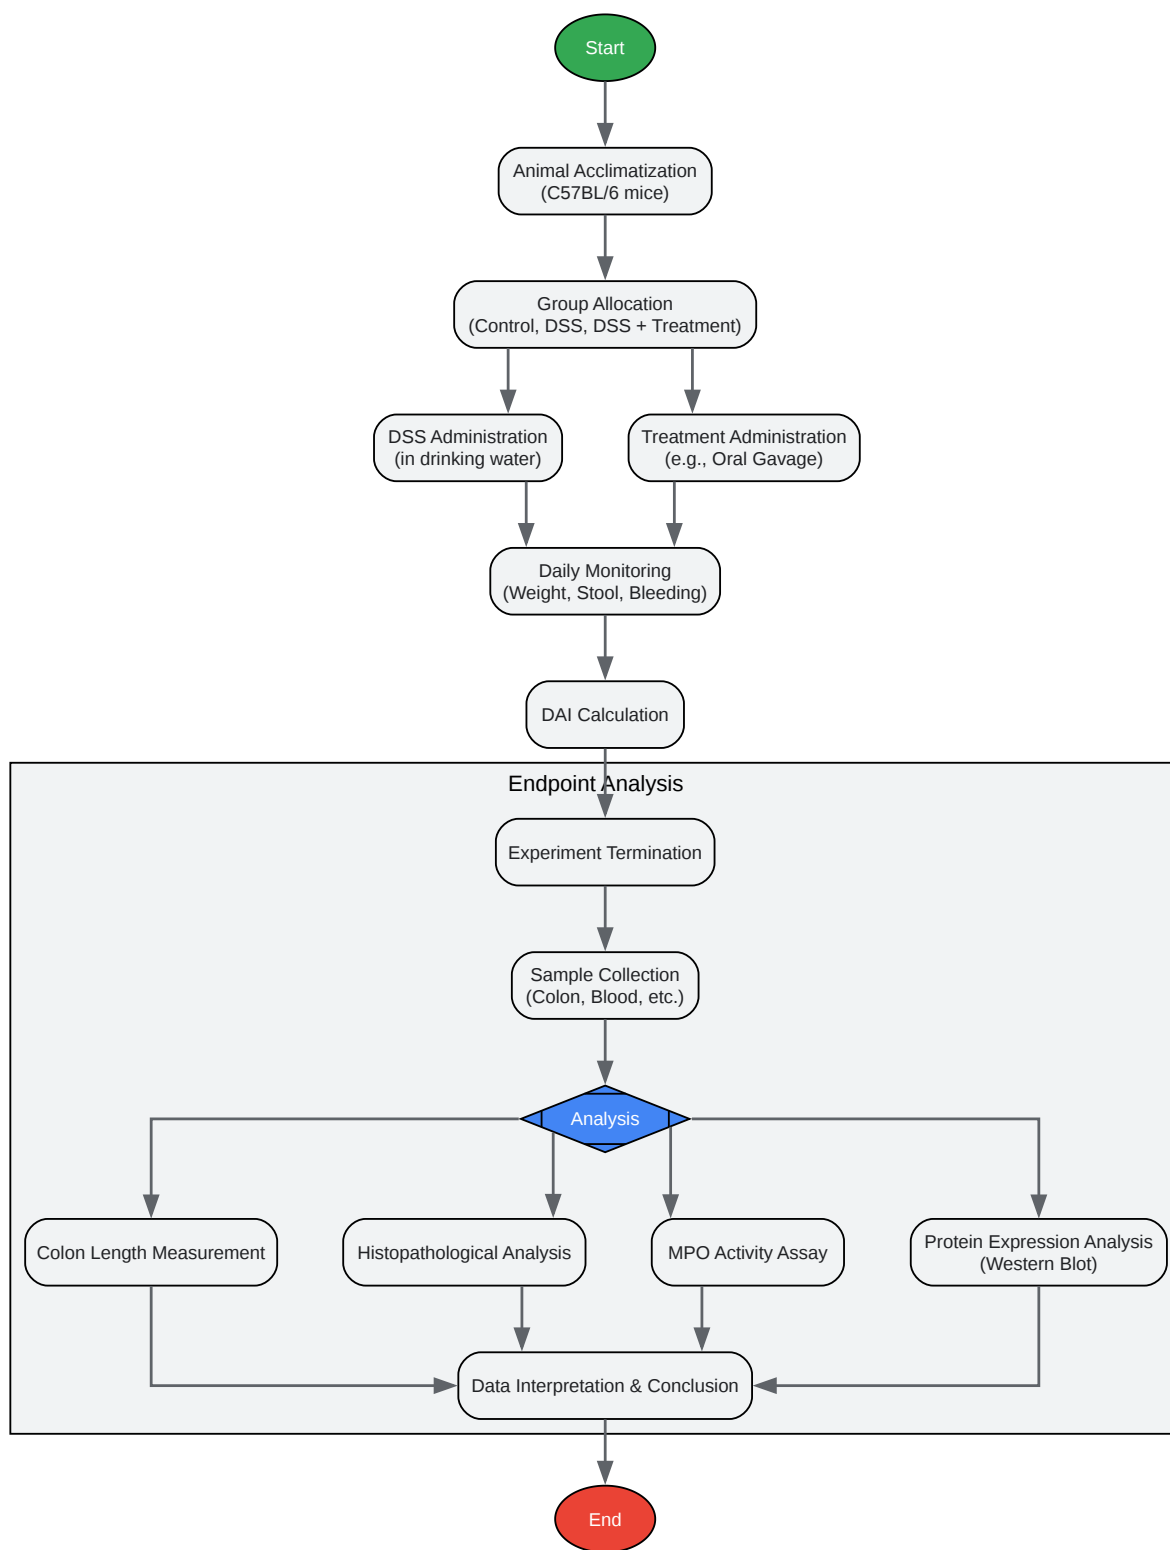 Start
Animal Acclimatization
(C57BL/6 mice)
Group Allocation
(Control, DSS, DSS + Treatment)
DSS Administration
(in drinking water)
Treatment Administration
(e.g., Oral Gavage)
Daily Monitoring
(Weight, Stool, Bleeding)
DAI Calculation
Endpoint Analysis
Experiment Termination
Sample Collection
(Colon, Blood, etc.)
Analysis
Colon Length Measurement
Histopathological Analysis
MPO Activity Assay
Protein Expression Analysis
(Western Blot)
Data Interpretation & Conclusion
End